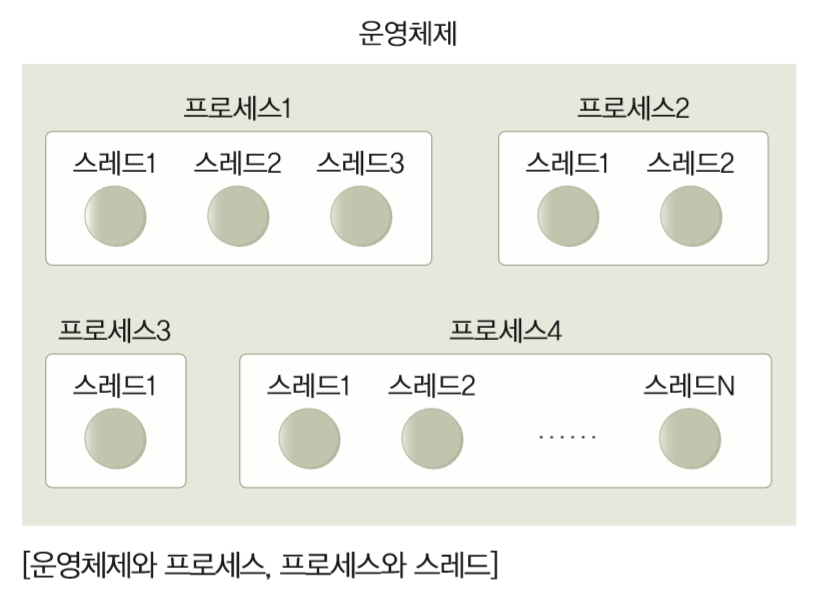 운영체제
프로세스1 프로세스2
스레드1 스레드2 스레드3 스레드1 스레드2
프로세스3 프로세스4
스레드1 스레드1 스레드2 ...... 스레드N
[운영체제와 프로세스, 프로세스와 스레드]